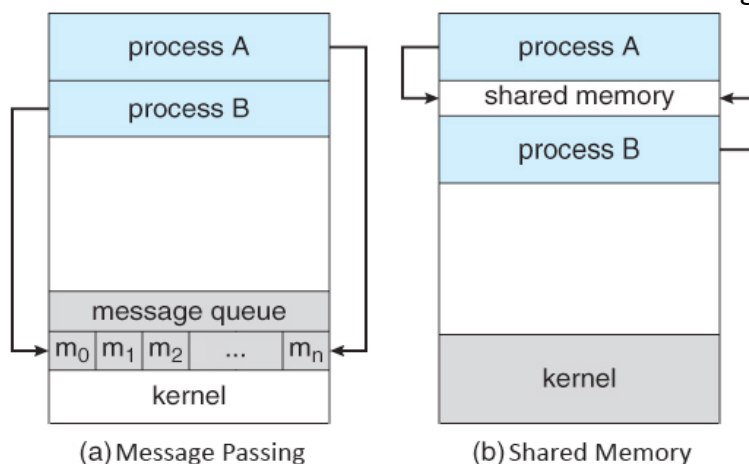 process A
process B
message queue
m0 m1 m2 ... mn
kernel
(a) Message Passing
process A
shared memory
process B
kernel
(b) Shared Memory